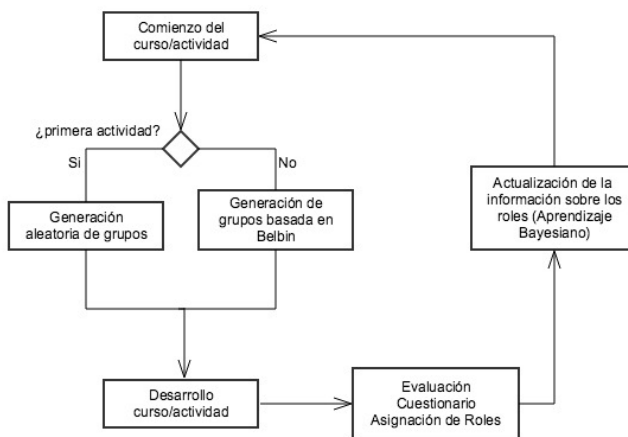 Comienzo del
curso/actividad
¿primera actividad?
Si
No
Generación
aleatoria de grupos
Generación de
grupos basada en
Belbin
Actualización de la
información sobre los
roles (Aprendizaje
Bayesiano)
Desarrollo
curso/actividad
Evaluación
Cuestionario
Asignación de Roles